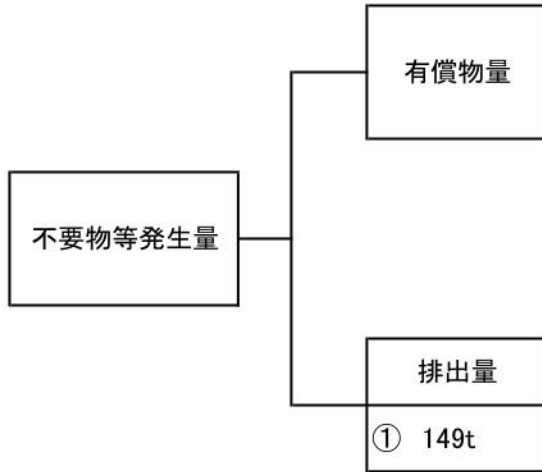 有償物量
不要物等発生量
排出量
① 149t